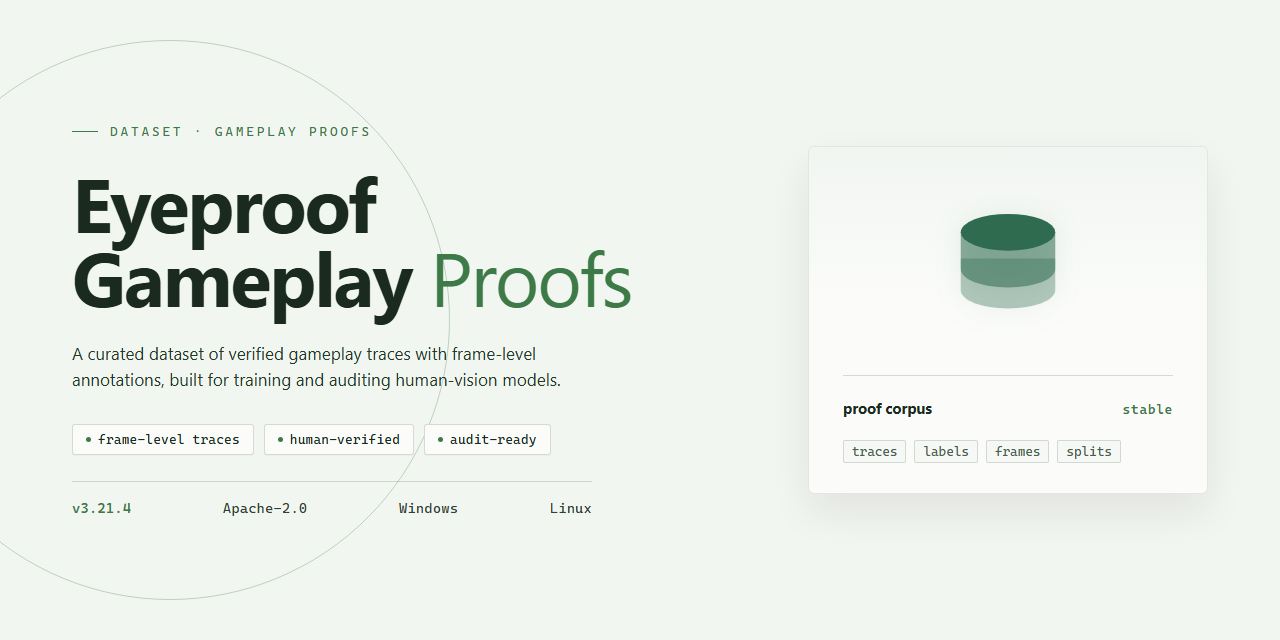 DATASET · GAMEPLAY PROOFS
Eyeproof
Gameplay Proofs
A curated dataset of verified gameplay traces with frame-level
annotations, built for training and auditing human-vision models.
frame-level traces
human-verified
audit-ready
v3.21.4
Apache-2.0
Windows
Linux
proof corpus
stable
traces
labels
frames
splits